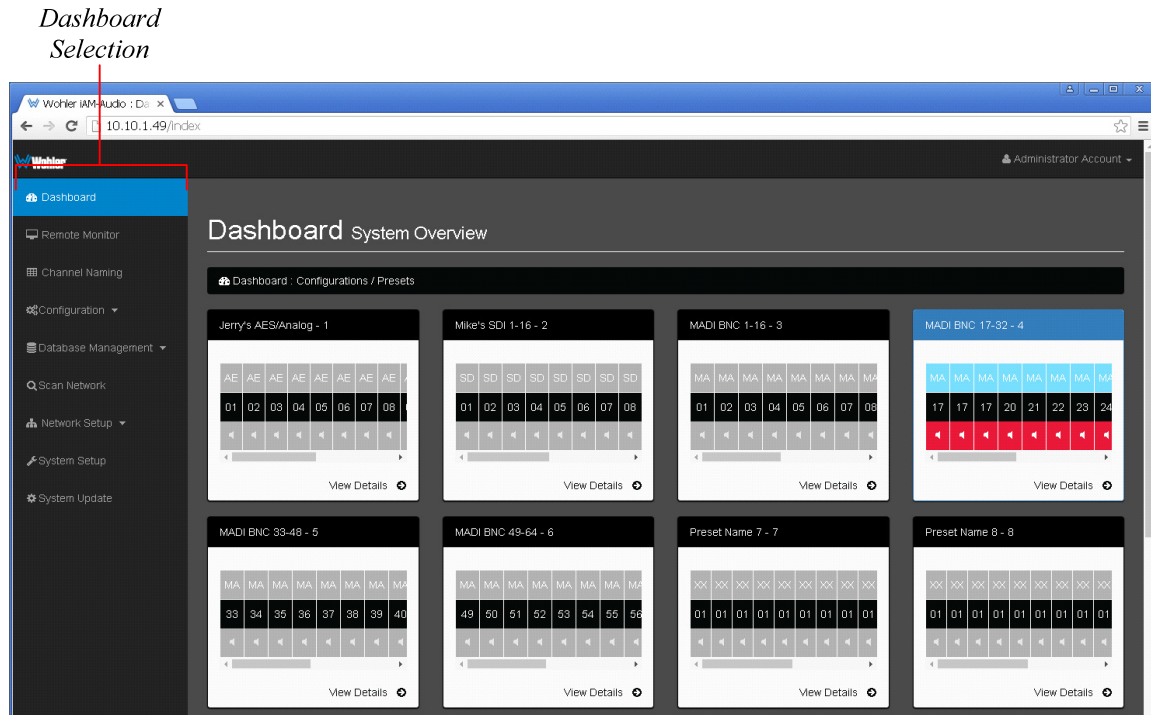 Dashboard
Selection
Wohler iAM-Audio : Da
10.10.1.49/index
Wohler
Administrator Account
Dashboard
Remote Monitor
Channel Naming
Configuration
Database Management
Scan Network
Network Setup
System Setup
System Update
Dashboard System Overview
Dashboard : Configurations / Presets
Jerry's AES/Analog - 1
AE AE AE AE AE AE AE AE
01 02 03 04 05 06 07 08
View Details
Mike's SDI 1-16 - 2
SD SD SD SD SD SD SD SD
01 02 03 04 05 06 07 08
View Details
MADI BNC 1-16 - 3
MA MA MA MA MA MA MA MA
01 02 03 04 05 06 07 08
View Details
MADI BNC 17-32 - 4
MA MA MA MA MA MA MA MA
17 17 17 20 21 22 23 24
View Details
MADI BNC 33-48 - 5
MA MA MA MA MA MA MA MA
33 34 35 36 37 38 39 40
View Details
MADI BNC 49-64 - 6
MA MA MA MA MA MA MA MA
49 50 51 52 53 54 55 56
View Details
Preset Name 7 - 7
XX XX XX XX XX XX XX XX XX
01 01 01 01 01 01 01 01 01
View Details
Preset Name 8 - 8
XX XX XX XX XX XX XX XX XX
01 01 01 01 01 01 01 01 01
View Details